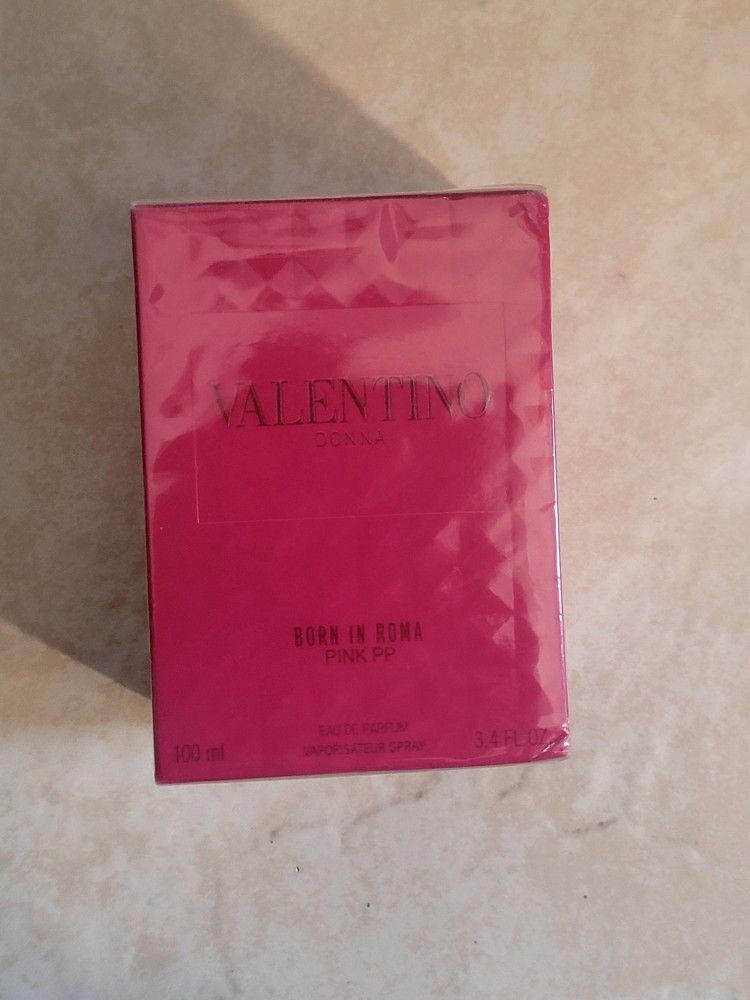 VALENTINO
DONNA
BORN IN ROMA
PINK PP
EAU DE PARFUM
100 ml VAPORISATEUR SPRAY 3.4 FL.OZ.